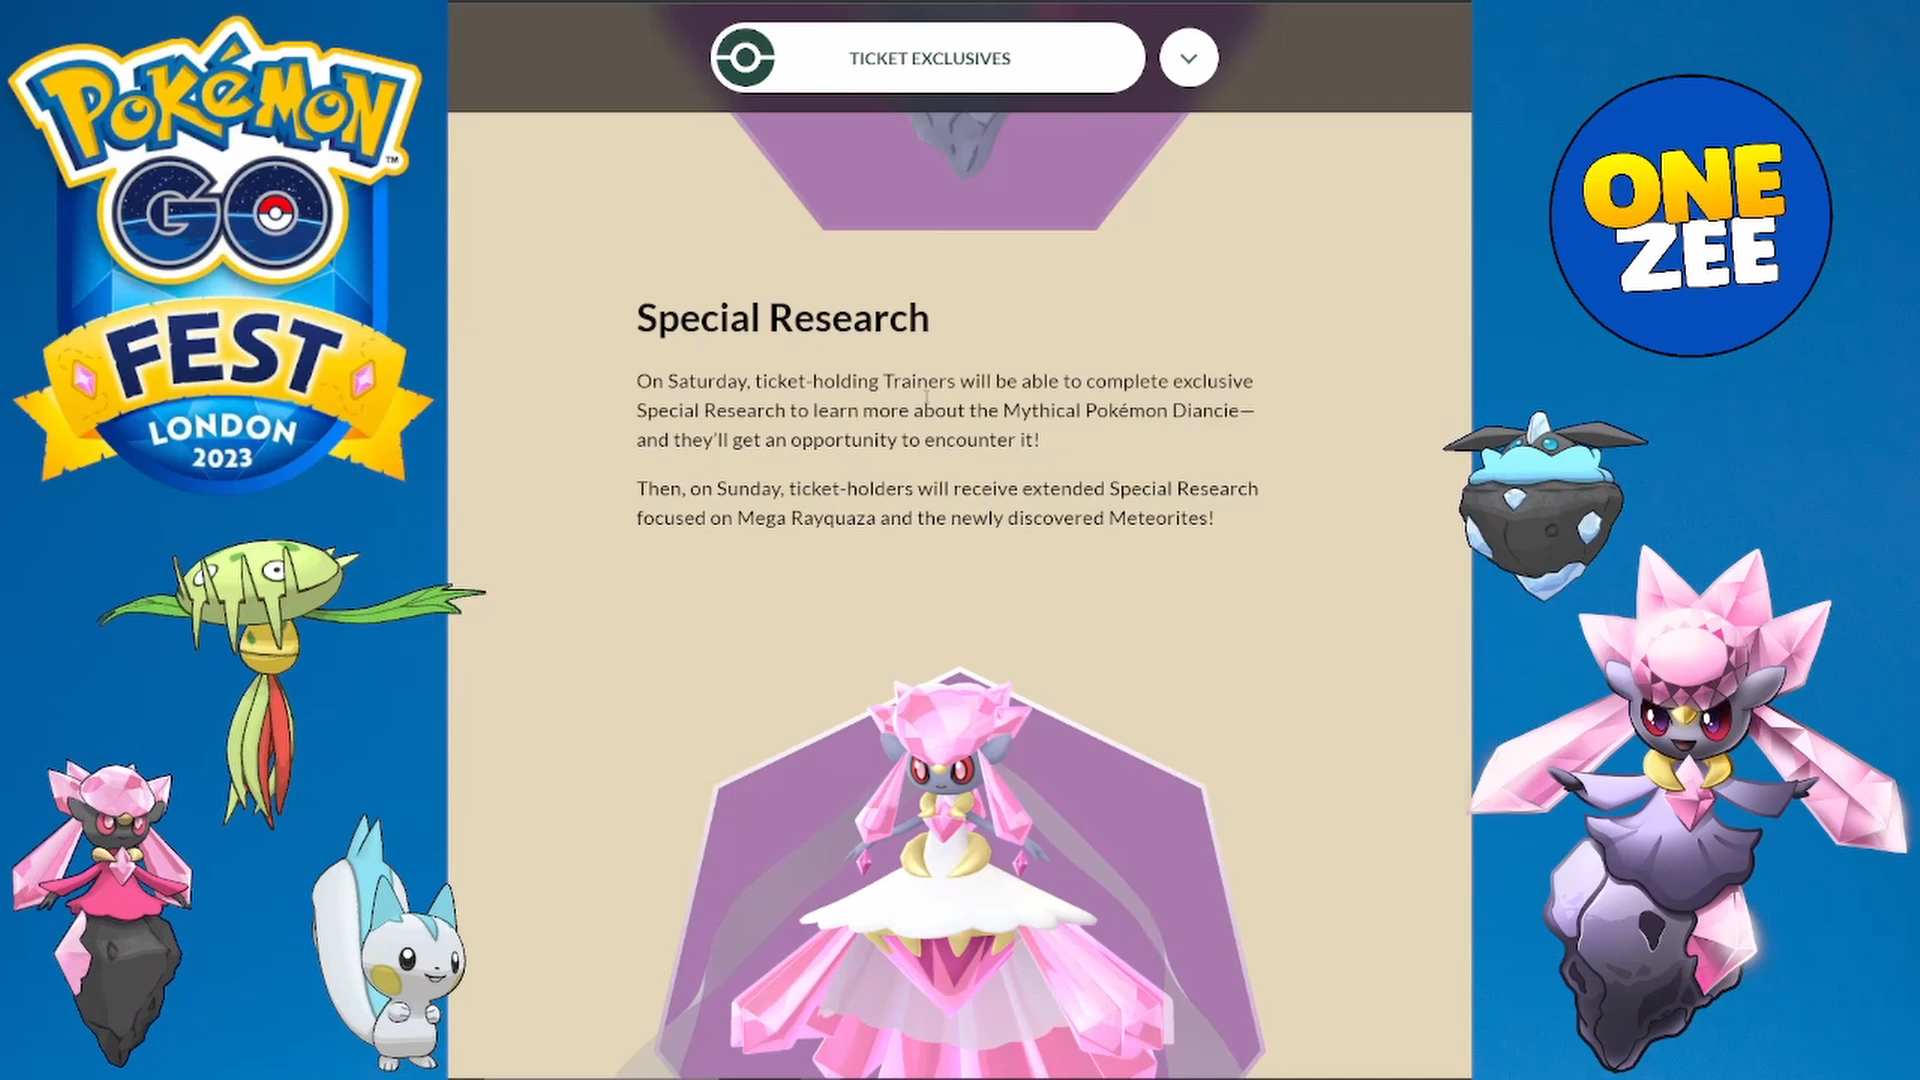 POKéMON
TM
GO
FEST
LONDON
2023
TICKET EXCLUSIVES
ONE
ZEE
Special Research
On Saturday, ticket-holding Trainers will be able to complete exclusive
Special Research to learn more about the Mythical Pokémon Diancie—
and they'll get an opportunity to encounter it!
Then, on Sunday, ticket-holders will receive extended Special Research
focused on Mega Rayquaza and the newly discovered Meteorites!